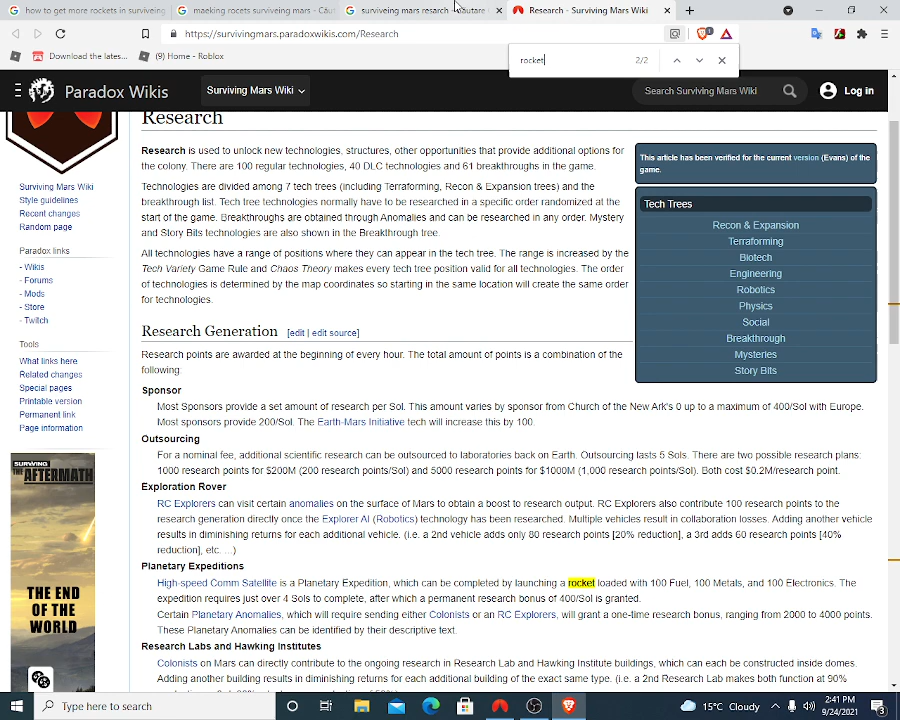 how to get more rockets in surviveing
maeking rocets surviveing mars - Cău
surviveing mars resarch - Căutare
Research - Surviving Mars Wiki
https://survivingmars.paradoxwikis.com/Research
1
Download the lates...
(9) Home - Roblox
rocket
2/2
Paradox Wikis
Surviving Mars Wiki
Search Surviving Mars Wiki
Log in
Research
Surviving Mars Wiki
Style guidelines
Recent changes
Random page
Paradox links
- Wikis
- Forums
- Mods
- Store
- Twitch
Tools
What links here
Related changes
Special pages
Printable version
Permanent link
Page information
SURVIVING
THE AFTERMATH
THE END
OF THE
WORLD
Research is used to unlock new technologies, structures, other opportunities that provide additional options for
the colony. There are 100 regular technologies, 40 DLC technologies and 61 breakthroughs in the game.
Technologies are divided among 7 tech trees (including Terraforming, Recon & Expansion trees) and the
breakthrough list. Tech tree technologies normally have to be researched in a specific order randomized at the
start of the game. Breakthroughs are obtained through Anomalies and can be researched in any order. Mystery
and Story Bits technologies are also shown in the Breakthrough tree.
All technologies have a range of positions where they can appear in the tech tree. The range is increased by the
Tech Variety Game Rule and Chaos Theory makes every tech tree position valid for all technologies. The order
of technologies is determined by the map coordinates so starting in the same location will create the same order
for technologies.
This article has been verified for the current version (Evans) of the
game.
Tech Trees
Recon & Expansion
Terraforming
Biotech
Engineering
Robotics
Physics
Social
Breakthrough
Mysteries
Story Bits
Research Generation [edit | edit source]
Research points are awarded at the beginning of every hour. The total amount of points is a combination of the
following:
Sponsor
Most Sponsors provide a set amount of research per Sol. This amount varies by sponsor from Church of the New Ark's 0 up to a maximum of 400/Sol with Europe.
Most sponsors provide 200/Sol. The Earth-Mars Initiative tech will increase this by 100.
Outsourcing
For a nominal fee, additional scientific research can be outsourced to laboratories back on Earth. Outsourcing lasts 5 Sols. There are two possible research plans:
1000 research points for $200M (200 research points/Sol) and 5000 research points for $1000M (1,000 research points/Sol). Both cost $0.2M/research point.
Exploration Rover
RC Explorers can visit certain anomalies on the surface of Mars to obtain a boost to research output. RC Explorers also contribute 100 research points to the
research generation directly once the Explorer AI (Robotics) technology has been researched. Multiple vehicles result in collaboration losses. Adding another vehicle
results in diminishing returns for each additional vehicle. (i.e. a 2nd vehicle adds only 80 research points [20% reduction], a 3rd adds 60 research points [40%
reduction], etc. ...)
Planetary Expeditions
High-speed Comm Satellite is a Planetary Expedition, which can be completed by launching a rocket loaded with 100 Fuel, 100 Metals, and 100 Electronics. The
expedition requires just over 4 Sols to complete, after which a permanent research bonus of 400/Sol is granted.
Certain Planetary Anomalies, which will require sending either Colonists or an RC Explorers, will grant a one-time research bonus, ranging from 2000 to 4000 points.
These Planetary Anomalies can be identified by their descriptive text.
Research Labs and Hawking Institutes
Colonists on Mars can directly contribute to the ongoing research in Research Lab and Hawking Institute buildings, which can each be constructed inside domes.
Adding another building results in diminishing returns for each additional building of the exact same type. (i.e. a 2nd Research Lab makes both function at 90%
Type here to search
15°C Cloudy
2:41 PM
9/24/2021
3